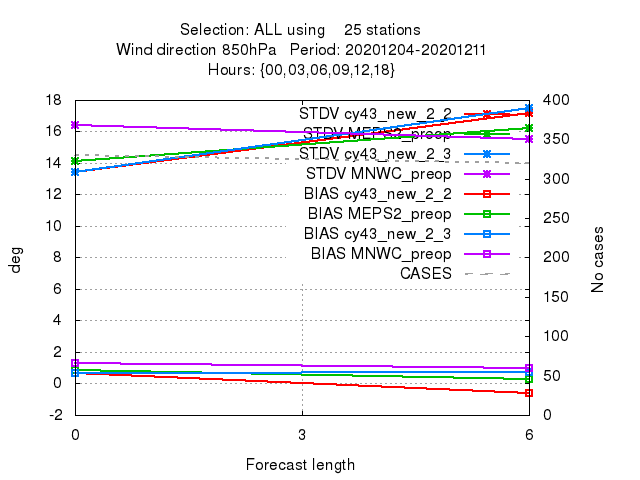 Selection: ALL using 25 stations
Wind direction 850hPa Period: 20201204-20201211
Hours: {00,03,06,09,12,18}
18
16
14
12
10
8
6
4
2
0
-2
400
350
300
250
200
150
100
50
0
STDV cy43_new_2_2
STDV MEPS2_preop
STDV cy43_new_2_3
STDV MNWC_preop
BIAS cy43_new_2_2
BIAS MEPS2_preop
BIAS cy43_new_2_3
BIAS MNWC_preop
CASES
deg
No cases
0 3 6
Forecast length